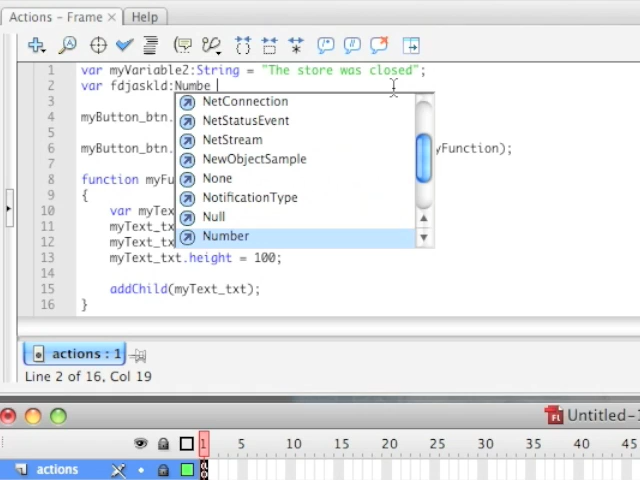 Actions - Frame × Help
1 var myVariable2:String = "The store was closed";
2 var fdjaskld:Numbe
3
4 myButton_btn.
5
6 myButton_btn. yFunction);
7
8 function myFu
9 {
10 var myTex
11 myText_tx
12 myText_tx
13 myText_txt.height = 100;
14
15 addChild(myText_txt);
16 }
NetConnection
NetStatusEvent
NetStream
NewObjectSample
None
NotificationType
Null
Number
actions : 1
Line 2 of 16, Col 19
Untitled-1
1 5 10 15 20 25 30 35 40 45
actions